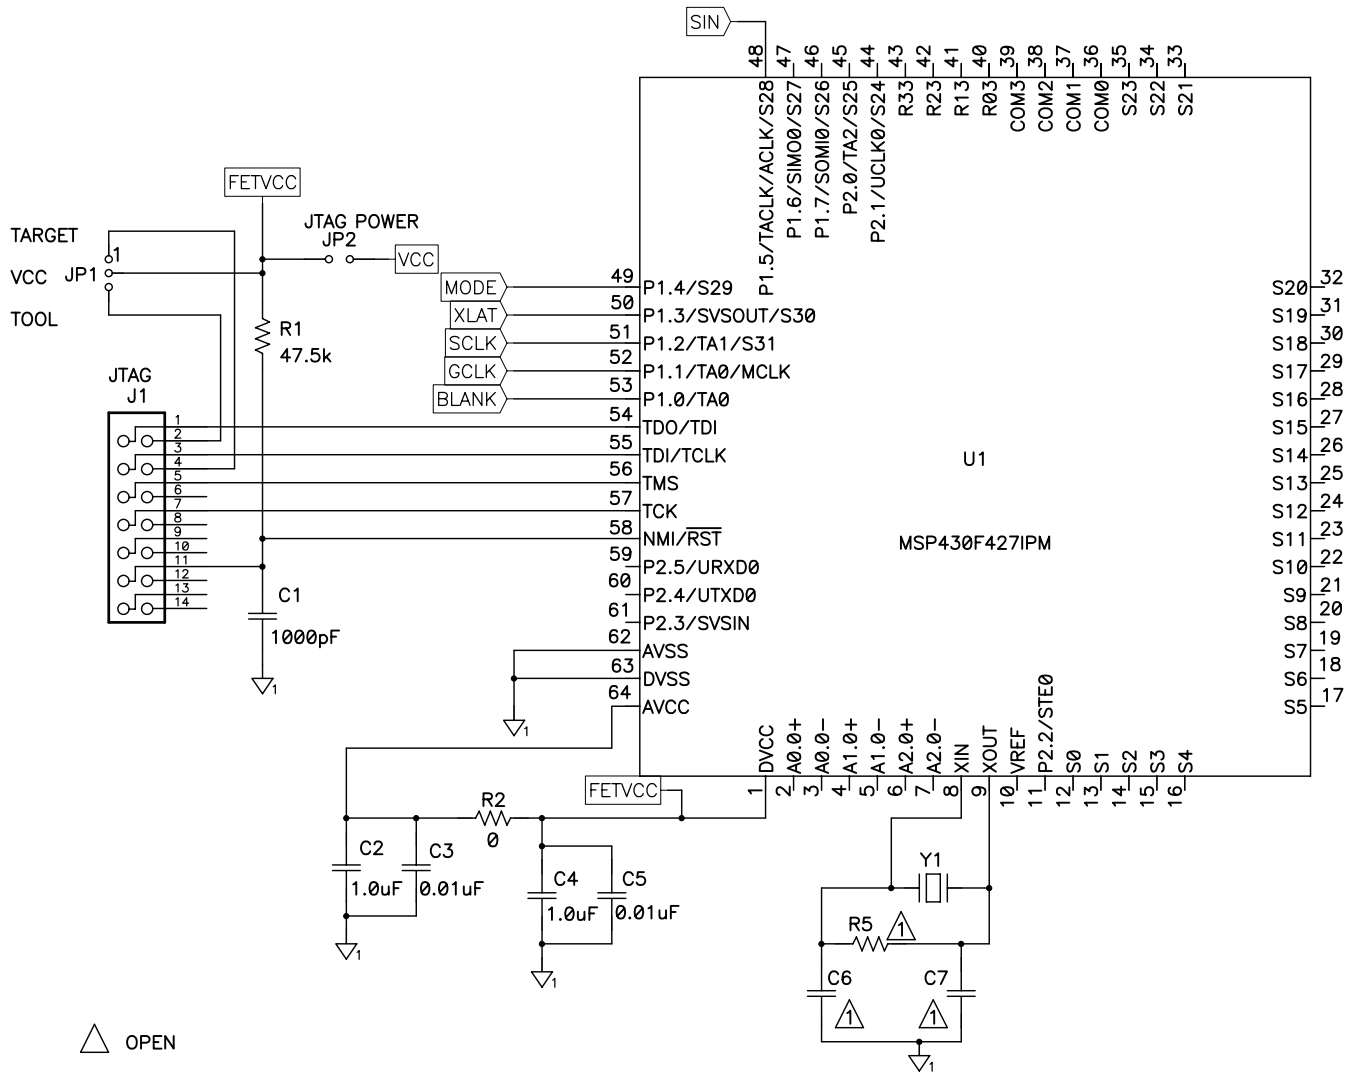 SIN
48
47
46
45
44
43
42
41
40
39
38
37
36
35
34
33
P1.5/TACLK/ACLK/S28
P1.6/SIMO0/S27
P1.7/SOMI0/S26
P2.0/TA2/S25
P2.1/UCLK0/S24
R33
R23
R13
R03
COM3
COM2
COM1
COM0
S23
S22
S21
FETVCC
JTAG POWER
JP2
VCC
TARGET
VCC
TOOL
JP1
1
R1
47.5k
MODE
XLAT
SCLK
GCLK
BLANK
49 P1.4/S29
50 P1.3/SVSOUT/S30
51 P1.2/TA1/S31
52 P1.1/TA0/MCLK
53 P1.0/TA0
54 TDO/TDI
55 TDI/TCLK
56 TMS
57 TCK
58 NMI/RST
59 P2.5/URXD0
60 P2.4/UTXD0
61 P2.3/SVSIN
62 AVSS
63 DVSS
64 AVCC
JTAG
J1
1
2
3
4
5
6
7
8
9
10
11
12
13
14
C1
1000pF
1
1
U1
MSP430F427IPM
S20 32
S19 31
S18 30
S17 29
S16 28
S15 27
S14 26
S13 25
S12 24
S11 23
S10 22
S9 21
S8 20
S7 19
S6 18
S5 17
DVCC
A0.0+
A0.0-
A1.0+
A1.0-
A2.0+
A2.0-
XIN
XOUT
VREF
P2.2/STE0
S0
S1
S2
S3
S4
1
2
3
4
5
6
7
8
9
10
11
12
13
14
15
16
FETVCC
R2
0
C2
1.0uF
C3
0.01uF
C4
1.0uF
C5
0.01uF
1
1
Y1
R5
1
C6
1
C7
1
1
OPEN